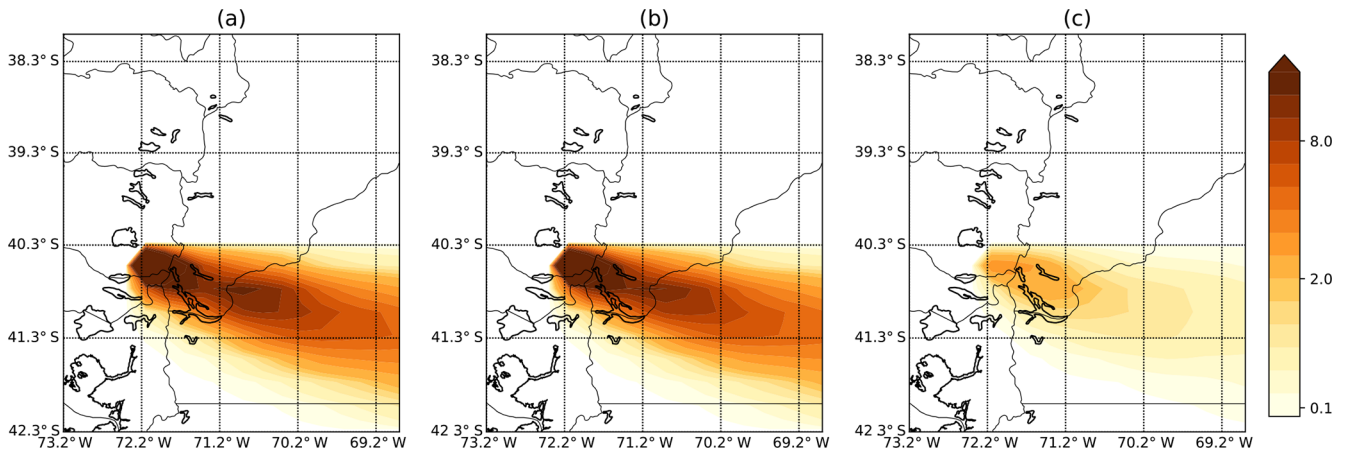 (a)
(b)
(c)
38.3° S
39.3° S
40.3° S
41.3° S
42.3° S
73.2° W
72.2° W
71.2° W
70.2° W
69.2° W
38.3° S
39.3° S
40.3° S
41.3° S
42.3° S
73.2° W
72.2° W
71.2° W
70.2° W
69.2° W
38.3° S
39.3° S
40.3° S
41.3° S
42.3° S
73.2° W
72.2° W
71.2° W
70.2° W
69.2° W
8.0
2.0
0.1